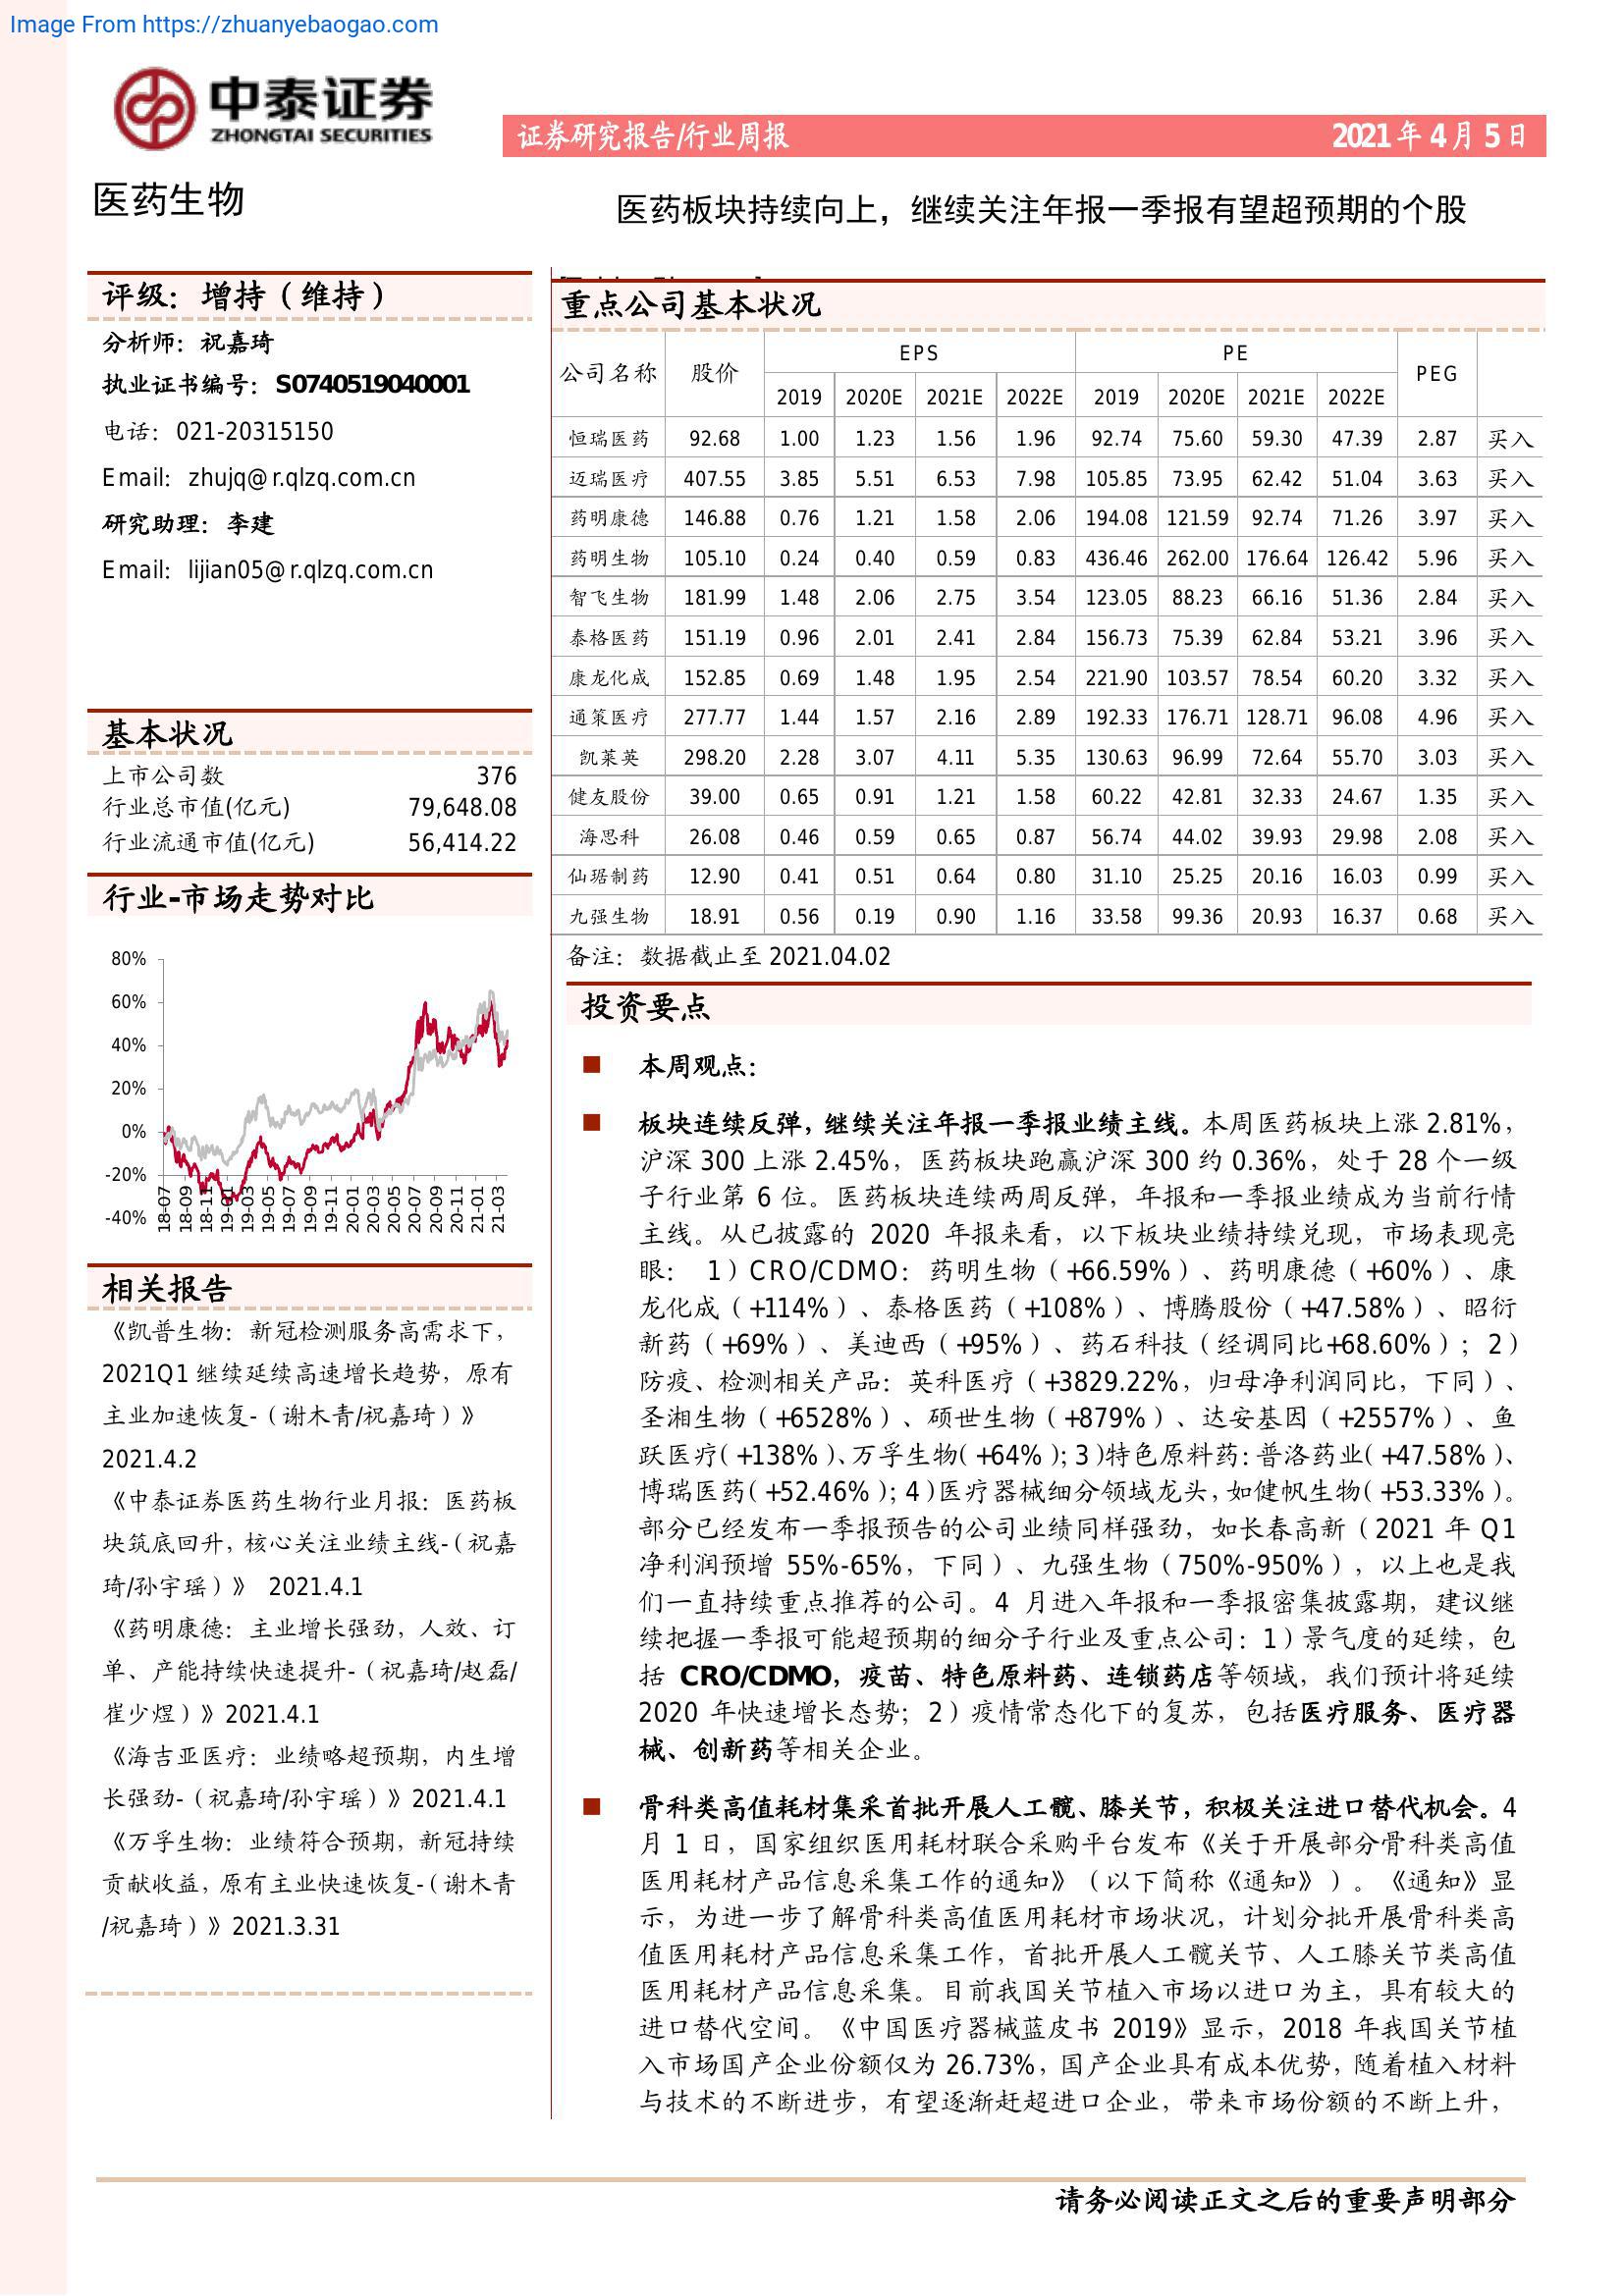 Image From https://zhuanyebaogao.com
中泰证券
ZHONGTAI SECURITIES
证券研究报告/行业周报 2021年4月5日
医药生物
医药板块持续向上，继续关注年报一季报有望超预期的个股
评级：增持（维持）
分析师：祝嘉琦
执业证书编号：S0740519040001
电话：021-20315150
Email：zhujq@r.qlzq.com.cn
研究助理：李建
Email：lijian05@r.qlzq.com.cn
基本状况
上市公司数 376
行业总市值(亿元) 79,648.08
行业流通市值(亿元) 56,414.22
行业-市场走势对比
80%
60%
40%
20%
0%
-20%
-40%
18-07 18-09 18-11 19-01 19-03 19-05 19-07 19-09 19-11 20-01 20-03 20-05 20-07 20-09 20-11 21-01 21-03
相关报告
《凯普生物：新冠检测服务高需求下，
2021Q1 继续延续高速增长趋势，原有
主业加速恢复-（谢木青/祝嘉琦）》
2021.4.2
《中泰证券医药生物行业月报：医药板
块筑底回升，核心关注业绩主线-（祝嘉
琦/孙宇瑶）》 2021.4.1
《药明康德：主业增长强劲，人效、订
单、产能持续快速提升-（祝嘉琦/赵磊/
崔少煜）》2021.4.1
《海吉亚医疗：业绩略超预期，内生增
长强劲-（祝嘉琦/孙宇瑶）》2021.4.1
《万孚生物：业绩符合预期，新冠持续
贡献收益，原有主业快速恢复-（谢木青
/祝嘉琦）》2021.3.31
重点公司基本状况
公司名称 股价 EPS PE PEG
2019 2020E 2021E 2022E 2019 2020E 2021E 2022E
恒瑞医药 92.68 1.00 1.23 1.56 1.96 92.74 75.60 59.30 47.39 2.87 买入
迈瑞医疗 407.55 3.85 5.51 6.53 7.98 105.85 73.95 62.42 51.04 3.63 买入
药明康德 146.88 0.76 1.21 1.58 2.06 194.08 121.59 92.74 71.26 3.97 买入
药明生物 105.10 0.24 0.40 0.59 0.83 436.46 262.00 176.64 126.42 5.96 买入
智飞生物 181.99 1.48 2.06 2.75 3.54 123.05 88.23 66.16 51.36 2.84 买入
泰格医药 151.19 0.96 2.01 2.41 2.84 156.73 75.39 62.84 53.21 3.96 买入
康龙化成 152.85 0.69 1.48 1.95 2.54 221.90 103.57 78.54 60.20 3.32 买入
通策医疗 277.77 1.44 1.57 2.16 2.89 192.33 176.71 128.71 96.08 4.96 买入
凯莱英 298.20 2.28 3.07 4.11 5.35 130.63 96.99 72.64 55.70 3.03 买入
健友股份 39.00 0.65 0.91 1.21 1.58 60.22 42.81 32.33 24.67 1.35 买入
海思科 26.08 0.46 0.59 0.65 0.87 56.74 44.02 39.93 29.98 2.08 买入
仙琚制药 12.90 0.41 0.51 0.64 0.80 31.10 25.25 20.16 16.03 0.99 买入
九强生物 18.91 0.56 0.19 0.90 1.16 33.58 99.36 20.93 16.37 0.68 买入
备注：数据截止至 2021.04.02
投资要点
■ 本周观点：
■ 板块连续反弹，继续关注年报一季报业绩主线。本周医药板块上涨 2.81%，
沪深 300 上涨 2.45%，医药板块跑赢沪深 300 约 0.36%，处于 28 个一级
子行业第 6 位。医药板块连续两周反弹，年报和一季报业绩成为当前行情
主线。从已披露的 2020 年报来看，以下板块业绩持续兑现，市场表现亮
眼： 1）CRO/CDMO：药明生物（+66.59%）、药明康德（+60%）、康
龙化成（+114%）、泰格医药（+108%）、博腾股份（+47.58%）、昭衍
新药（+69%）、美迪西（+95%）、药石科技（经调同比+68.60%）；2）
防疫、检测相关产品：英科医疗（+3829.22%，归母净利润同比，下同）、
圣湘生物（+6528%）、硕世生物（+879%）、达安基因（+2557%）、鱼
跃医疗（+138%）、万孚生物（+64%）；3）特色原料药：普洛药业（+47.58%）、
博瑞医药（+52.46%）；4）医疗器械细分领域龙头，如健帆生物（+53.33%）。
部分已经发布一季报预告的公司业绩同样强劲，如长春高新（2021 年 Q1
净利润预增 55%-65%，下同）、九强生物（750%-950%），以上也是我
们一直持续重点推荐的公司。4 月进入年报和一季报密集披露期，建议继
续把握一季报可能超预期的细分子行业及重点公司：1）景气度的延续，包
括 CRO/CDMO，疫苗、特色原料药、连锁药店等领域，我们预计将延续
2020 年快速增长态势；2）疫情常态化下的复苏，包括医疗服务、医疗器
械、创新药等相关企业。
■ 骨科类高值耗材集采首批开展人工髋、膝关节，积极关注进口替代机会。4
月 1 日，国家组织医用耗材联合采购平台发布《关于开展部分骨科类高值
医用耗材产品信息采集工作的通知》（以下简称《通知》）。《通知》显
示，为进一步了解骨科类高值医用耗材市场状况，计划分批开展骨科类高
值医用耗材产品信息采集工作，首批开展人工髋关节、人工膝关节类高值
医用耗材产品信息采集。目前我国关节植入市场以进口为主，具有较大的
进口替代空间。《中国医疗器械蓝皮书 2019》显示，2018 年我国关节植
入市场国产企业份额仅为 26.73%，国产企业具有成本优势，随着植入材料
与技术的不断进步，有望逐渐赶超进口企业，带来市场份额的不断上升，
请务必阅读正文之后的重要声明部分